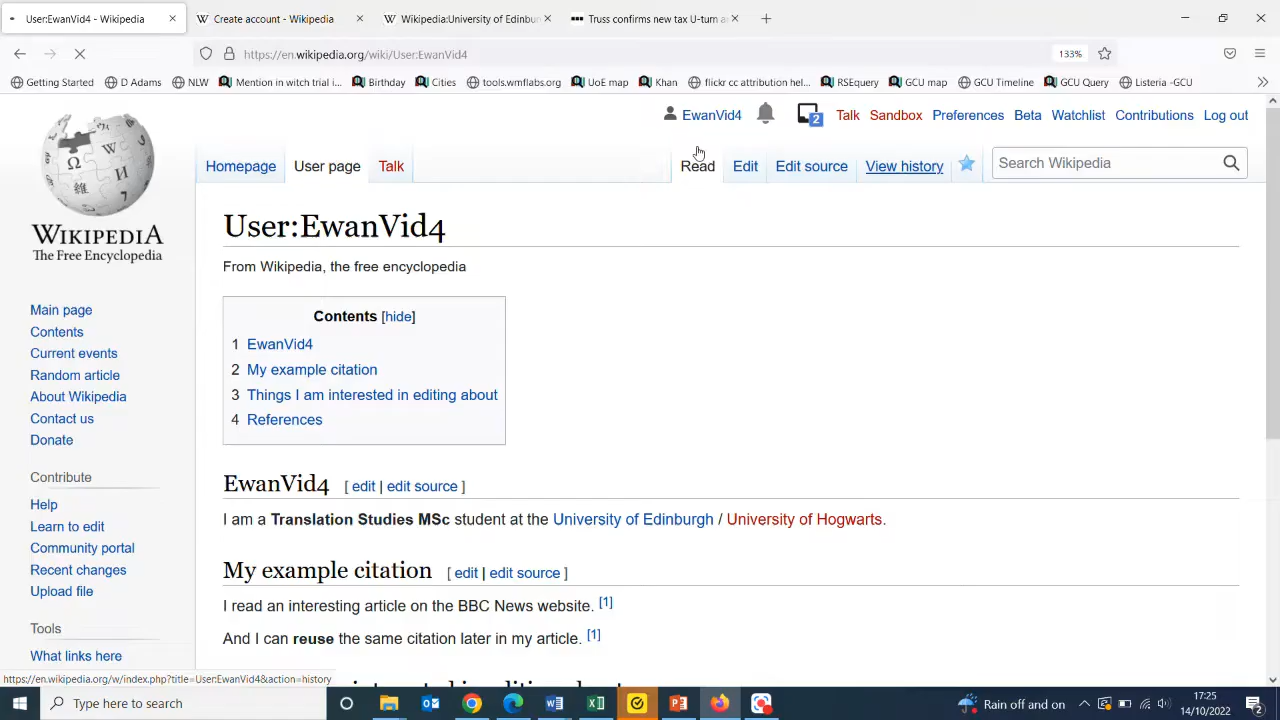 User:EwanVid4 - Wikipedia
Create account - Wikipedia
Wikipedia:University of Edinbur
Truss confirms new tax U-turn a
https://en.wikipedia.org/wiki/User:EwanVid4
133%
Getting Started
D Adams
NLW
Mention in witch trial i...
Birthday
Cities
tools.wmflabs.org
UoE map
Khan
flickr cc attribution hel...
RSEquery
GCU map
GCU Timeline
GCU Query
Listeria -GCU
EwanVid4
2
Talk
Sandbox
Preferences
Beta
Watchlist
Contributions
Log out
Homepage
User page
Talk
Read
Edit
Edit source
View history
Search Wikipedia
WIKIPEDIA
The Free Encyclopedia
Main page
Contents
Current events
Random article
About Wikipedia
Contact us
Donate
Contribute
Help
Learn to edit
Community portal
Recent changes
Upload file
Tools
What links here
User:EwanVid4
From Wikipedia, the free encyclopedia
Contents [hide]
1 EwanVid4
2 My example citation
3 Things I am interested in editing about
4 References
EwanVid4 [ edit | edit source ]
I am a Translation Studies MSc student at the University of Edinburgh / University of Hogwarts.
My example citation [ edit | edit source ]
I read an interesting article on the BBC News website. [1]
And I can reuse the same citation later in my article. [1]
https://en.wikipedia.org/w/index.php?title=User:EwanVid4&action=history
Type here to search
Rain off and on
17:25
14/10/2022
2